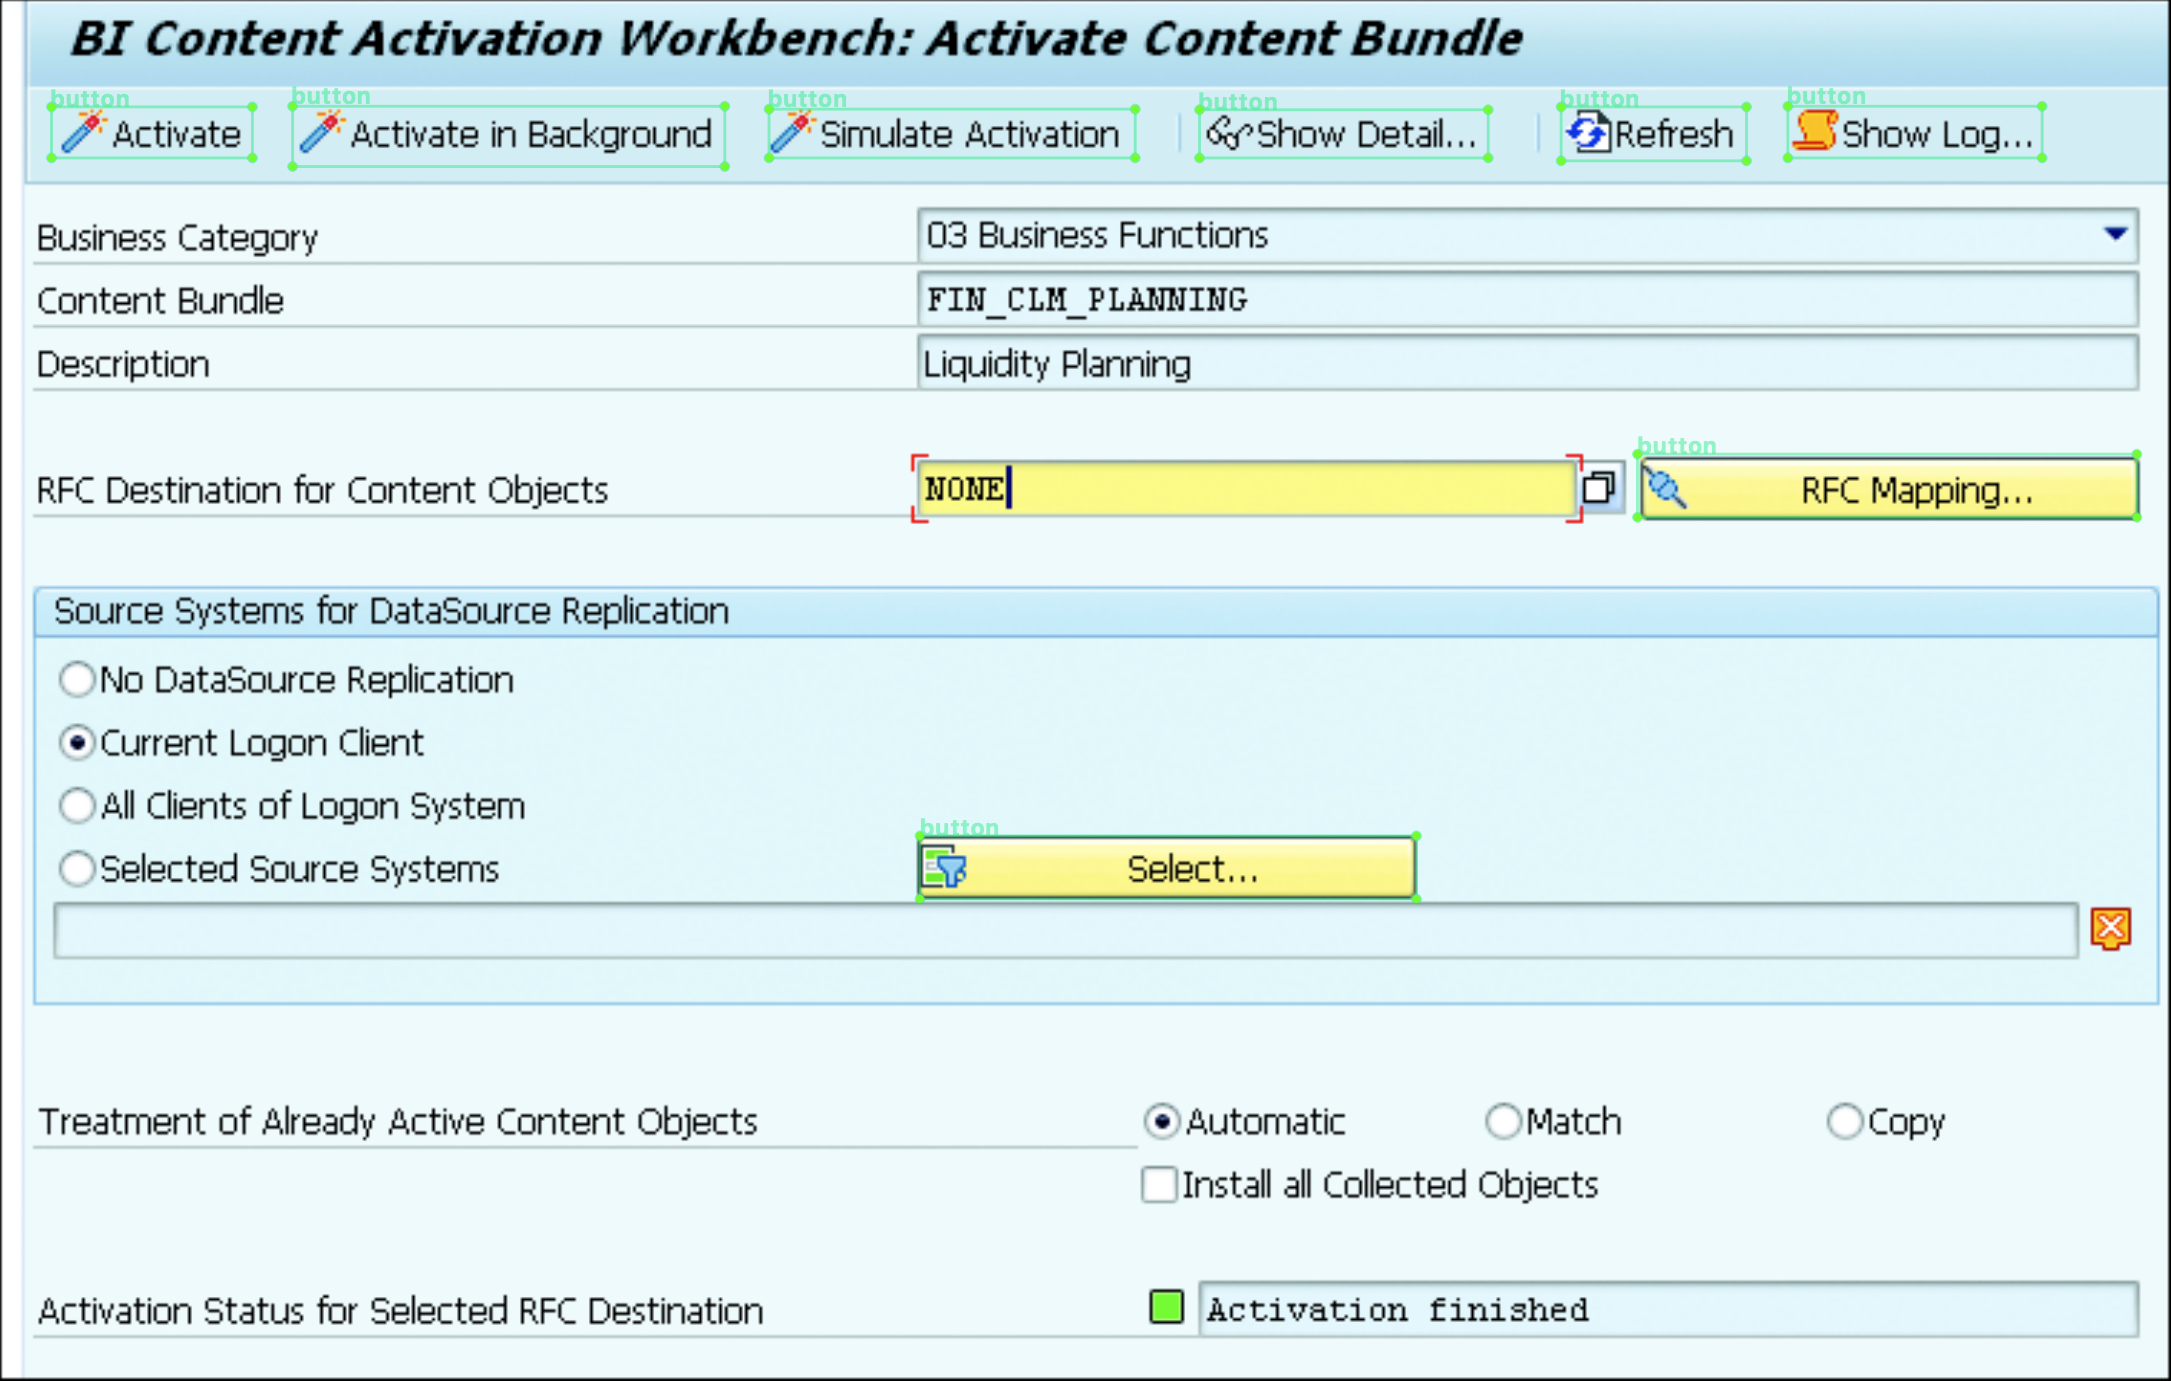 BI Content Activation Workbench: Activate Content Bundle
button button button button button button
Activate Activate in Background Simulate Activation Show Detail... Refresh Show Log...
Business Category 03 Business Functions
Content Bundle FIN_CLM_PLANNING
Description Liquidity Planning
button
RFC Destination for Content Objects NONE RFC Mapping...
Source Systems for DataSource Replication
No DataSource Replication
Current Logon Client
All Clients of Logon System
button
Selected Source Systems Select...
Treatment of Already Active Content Objects Automatic Match Copy
Install all Collected Objects
Activation Status for Selected RFC Destination Activation finished